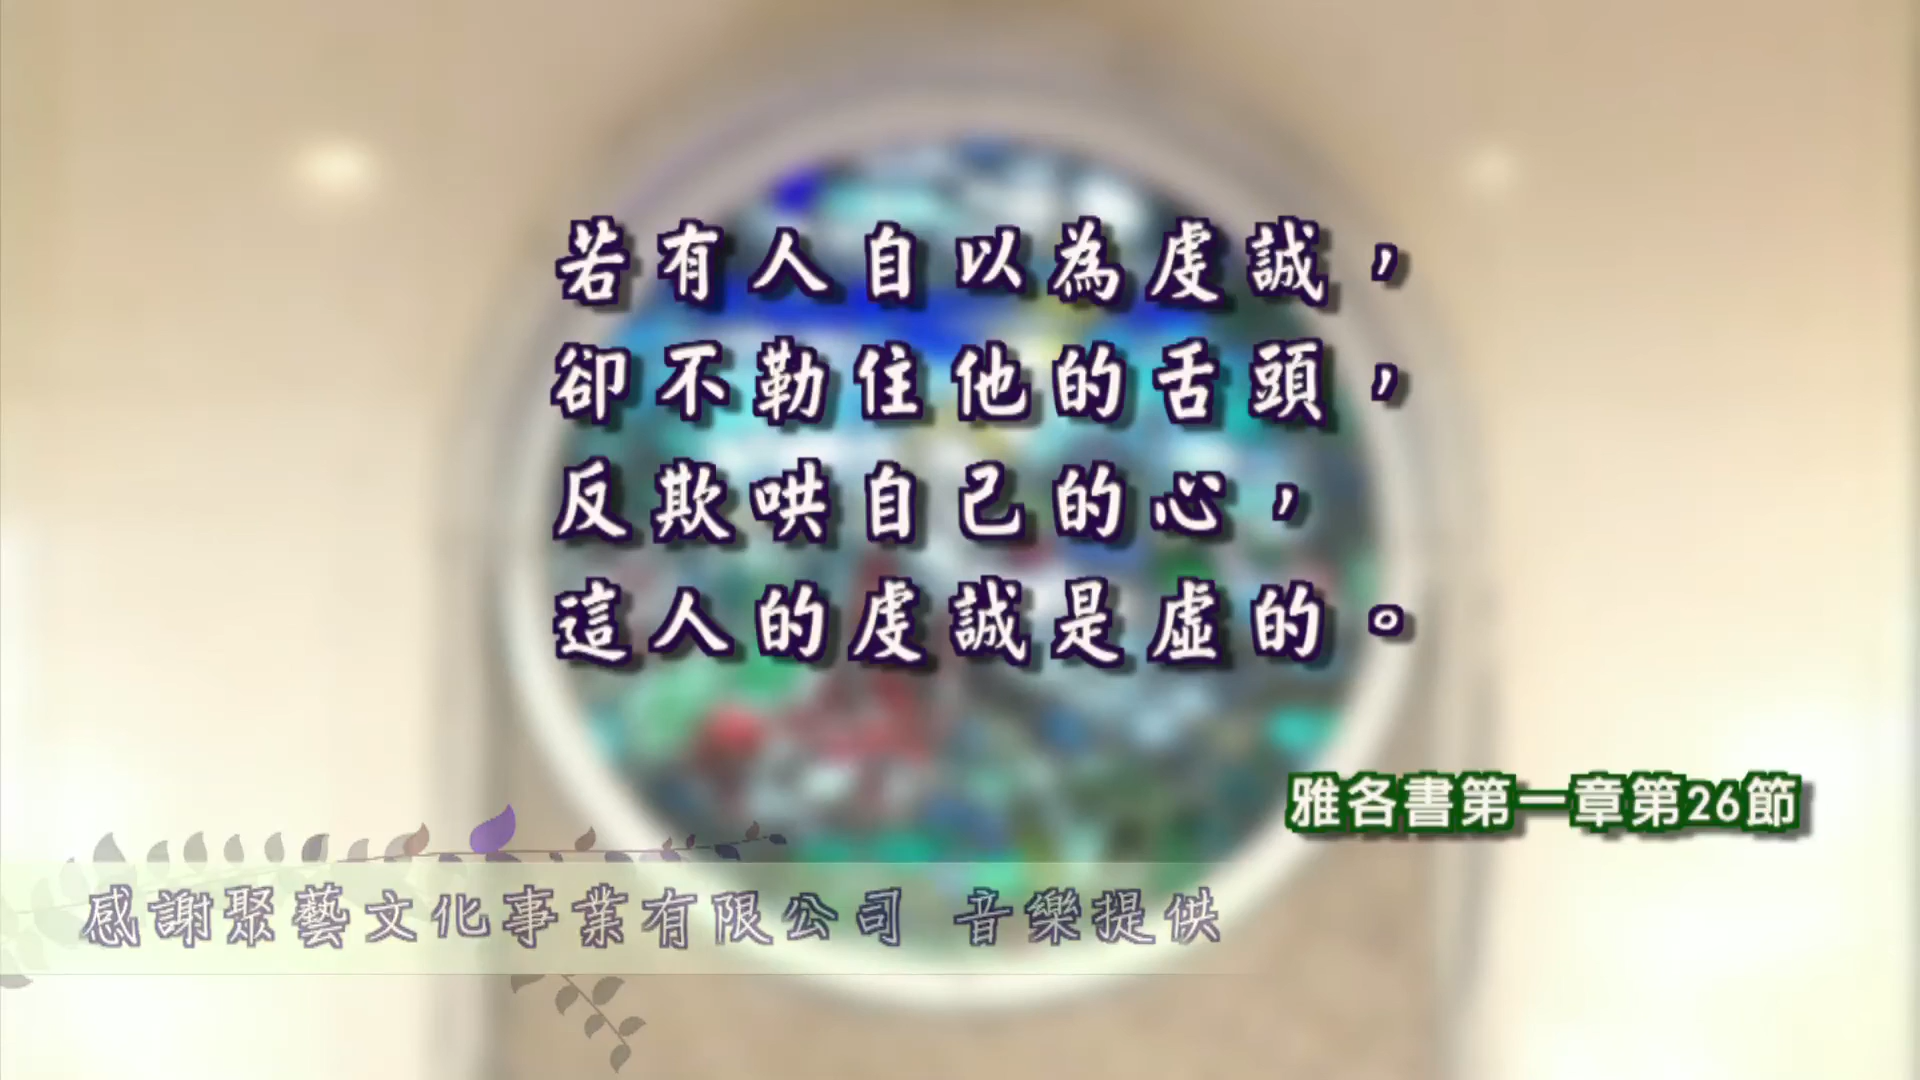 若有人自以為虔誠，
卻不勒住他的舌頭，
反欺哄自己的心，
這人的虔誠是虛的。
雅各書第一章第26節
感謝聚藝文化事業有限公司 音樂提供